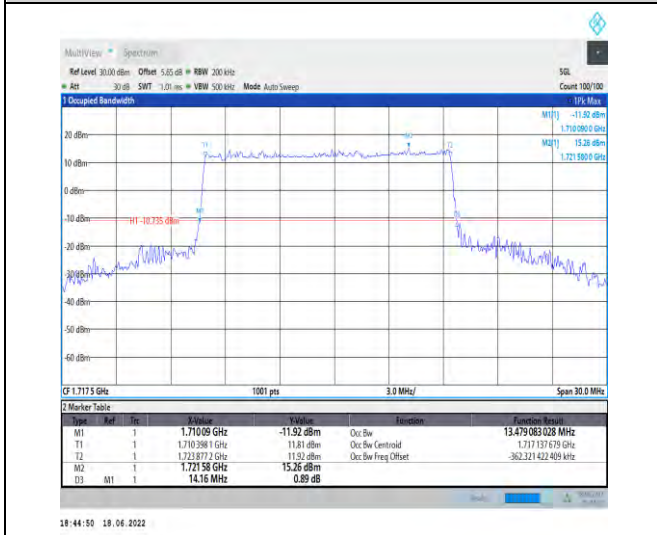 MultiView Spectrum
Ref Level 30.00 dBm Offset 5.85 dB RBW 200 kHz SGL
Att 30 dB SWT 1.01 ms VBW 500 kHz Mode Auto Sweep Count 100/100
1 Occupied Bandwidth 1Pk Max
M1[1] -11.92 dBm
1.710 090 0 GHz
M2[1] 15.26 dBm
1.721 580 0 GHz
20 dBm
T1 M2 T2
10 dBm
0 dBm
M1
-10 dBm H1 -10.735 dBm
D3
-20 dBm
-30 dBm
-40 dBm
-50 dBm
-60 dBm
CF 1.717 5 GHz 1001 pts 3.0 MHz/ Span 30.0 MHz
2 Marker Table
Type Ref Trc X-Value Y-Value Function Function Result
M1 1 1.710 09 GHz -11.92 dBm Occ Bw 13.479 083 028 MHz
T1 1 1.710 398 1 GHz 11.81 dBm Occ Bw Centroid 1.717 137 679 GHz
T2 1 1.723 877 2 GHz 11.92 dBm Occ Bw Freq Offset -362.321 422 409 kHz
M2 1 1.721 58 GHz 15.26 dBm
D3 M1 1 14.16 MHz 0.89 dB
18:44:50 18.06.2022